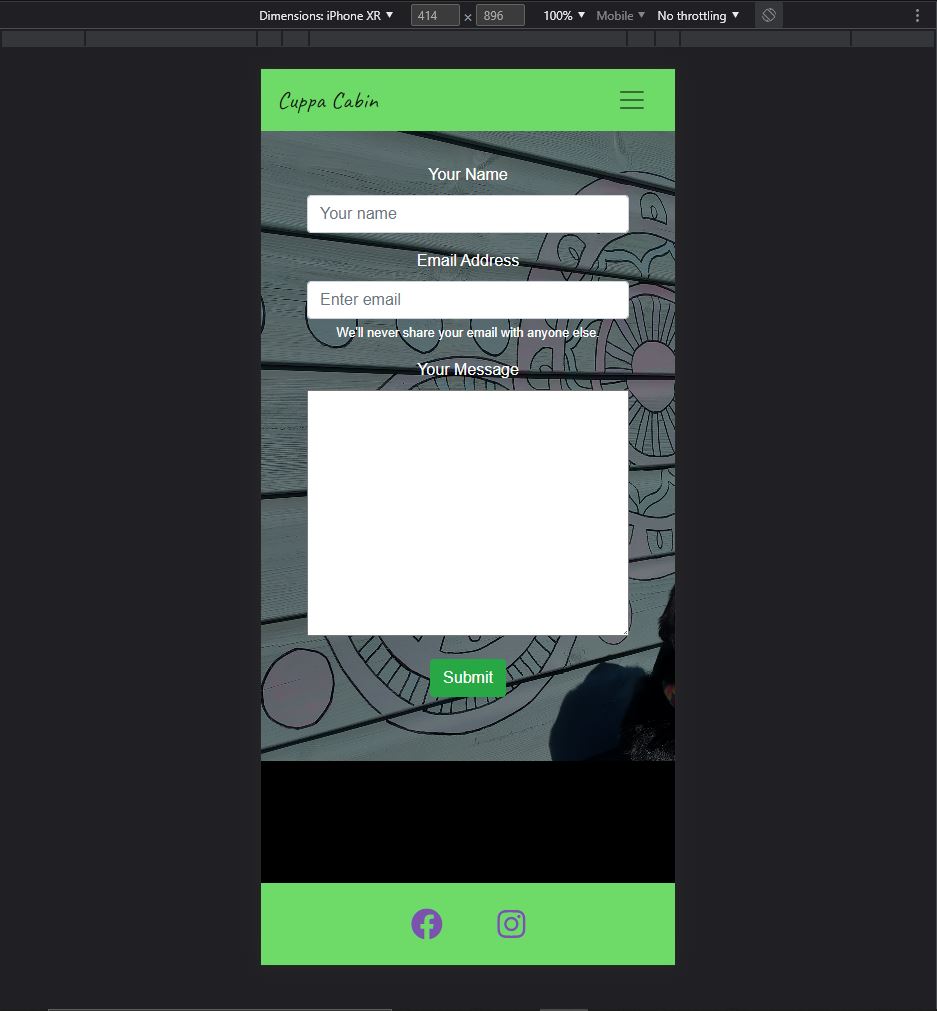 Dimensions: iPhone XR ▼ 414 × 896 100% ▼ Mobile ▼ No throttling ▼
Cuppa Cabin
Your Name
Your name
Email Address
Enter email
We'll never share your email with anyone else.
Your Message
Submit